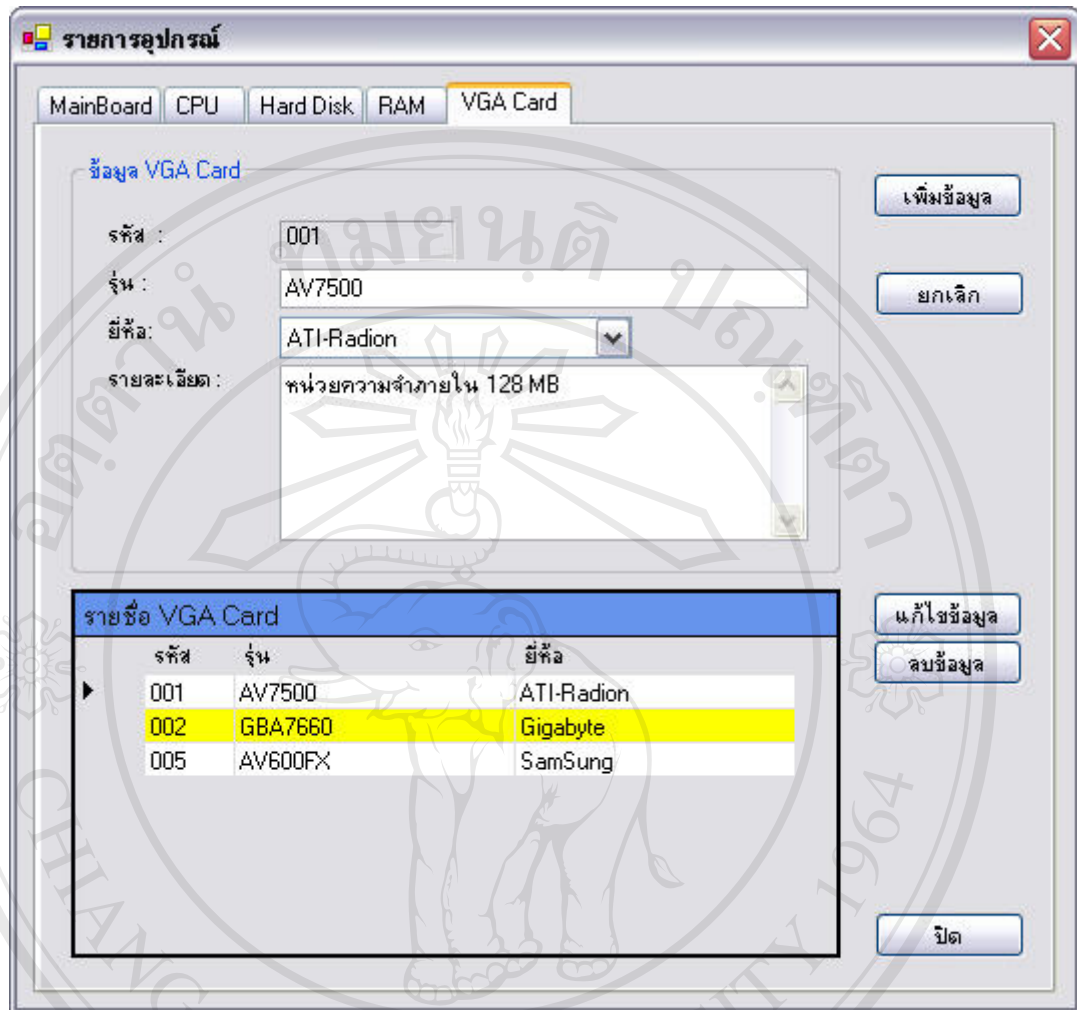 รายการอุปกรณ์
MainBoard CPU Hard Disk RAM VGA Card
ข้อมูล VGA Card
เพิ่มข้อมูล
รหัส : 001
รุ่น : AV7500
ยกเลิก
ยี่ห้อ: ATI-Radion
รายละเอียด : หน่วยความจำภายใน 128 MB
รายชื่อ VGA Card
แก้ไขข้อมูล
รหัส รุ่น ยี่ห้อ
ลบข้อมูล
001 AV7500 ATI-Radion
002 GBA7660 Gigabyte
005 AV600FX SamSung
ปิด
CHIANG
1964